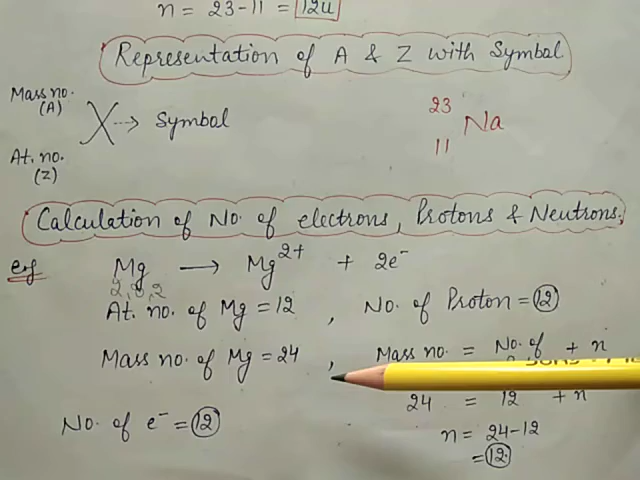 n = 23-11 = 12u
Representation of A & Z with Symbol
Mass no.
(A)
X → Symbol
At. no.
(Z)
23
Na
11
Calculation of No. of electrons, Protons & Neutrons.
eg Mg → Mg2+ + 2e-
2,8,2
At. no. of Mg = 12 , No. of Proton = 12
Mass no. of Mg = 24 , Mass no. = No. of + n
24 = 12 + n
No. of e- = 12
n = 24-12
= 12.